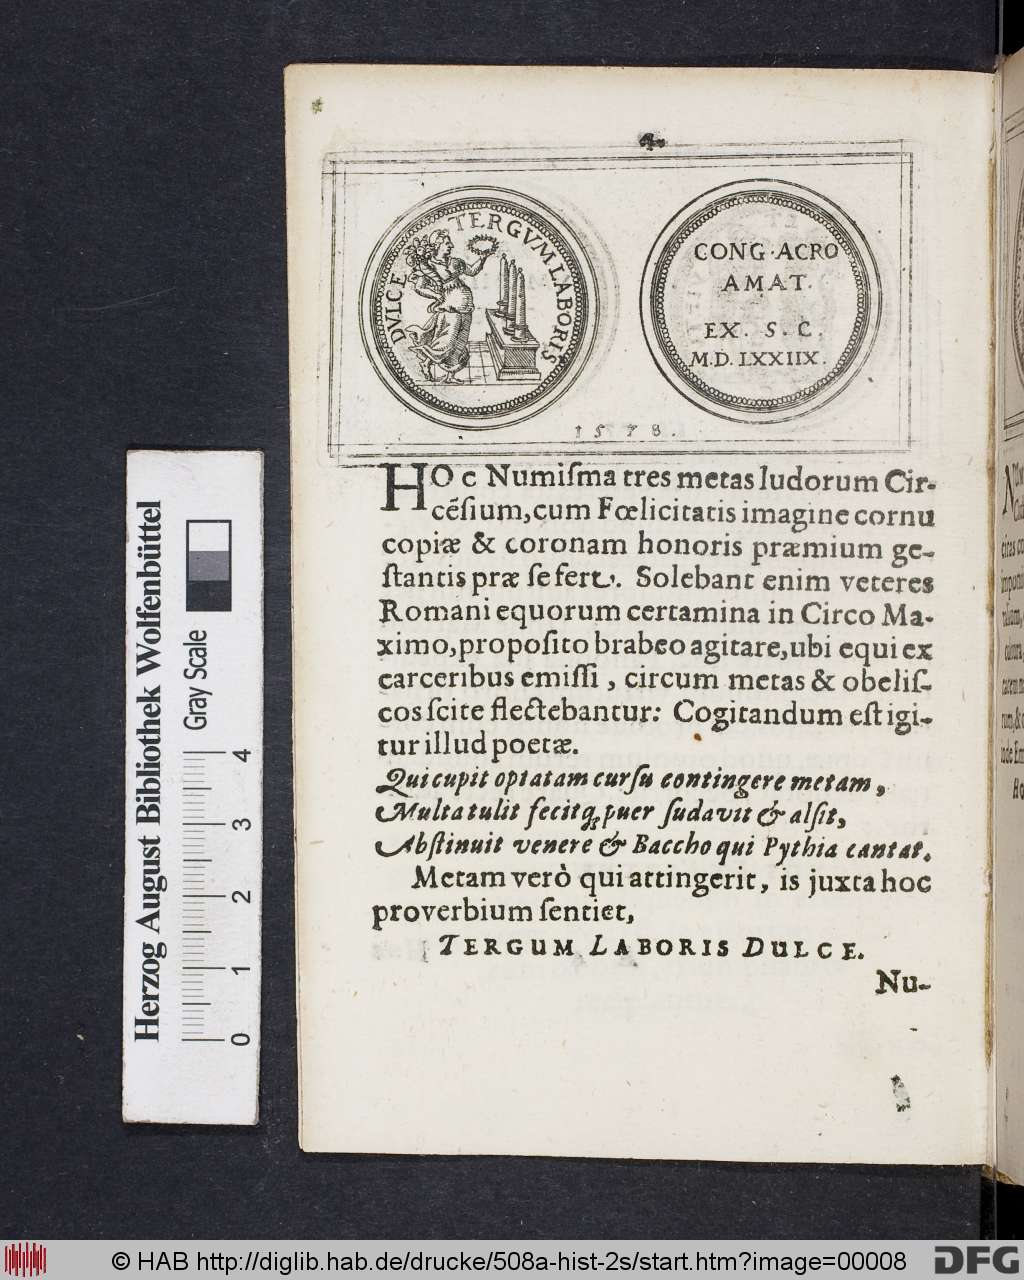 4.
DVLCE TERGVM LABORIS
CONG·ACRO
AMAT.
EX. S. C.
M.D.LXXIIX.
1578.
HOc Numiſma tres metas ludorum Cir-
cēſium, cum Fœlicitatis imagine cornu
copiæ & coronam honoris præmium ge-
ſtantis præ ſe fert. Solebant enim veteres
Romani equorum certamina in Circo Ma-
ximo, propoſito brabeo agitare, ubi equi ex
carceribus emiſſi, circum metas & obeliſ-
cos ſcite flectebantur: Cogitandum eſt igi-
tur illud poetæ.
Qui cupit optatam curſu contingere metam,
Multa tulit fecitq; puer ſudavit & alſit,
Abſtinuit venere & Baccho qui Pythia cantat.
Metam verò qui attingerit, is juxta hoc
proverbium ſentiet,
TERGUM LABORIS DULCE.
Nu-
Herzog August Bibliothek Wolfenbüttel
Gray Scale
0 1 2 3 4
© HAB http://diglib.hab.de/drucke/508a-hist-2s/start.htm?image=00008
DFG